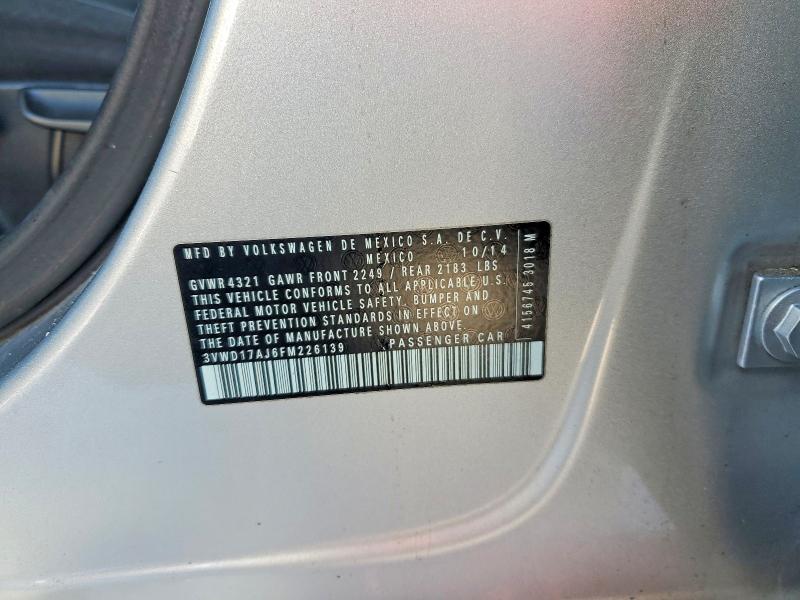 MFD BY VOLKSWAGEN DE MEXICO S.A. DE C.V.
MEXICO 10/14
GVWR 4321 GAWR FRONT 2249 / REAR 2183 LBS
THIS VEHICLE CONFORMS TO ALL APPLICABLE U.S.
FEDERAL MOTOR VEHICLE SAFETY, BUMPER AND
THEFT PREVENTION STANDARDS IN EFFECT ON
THE DATE OF MANUFACTURE SHOWN ABOVE.
3VWD17AJ6FM226139 PASSENGER CAR
4156746 3018 M